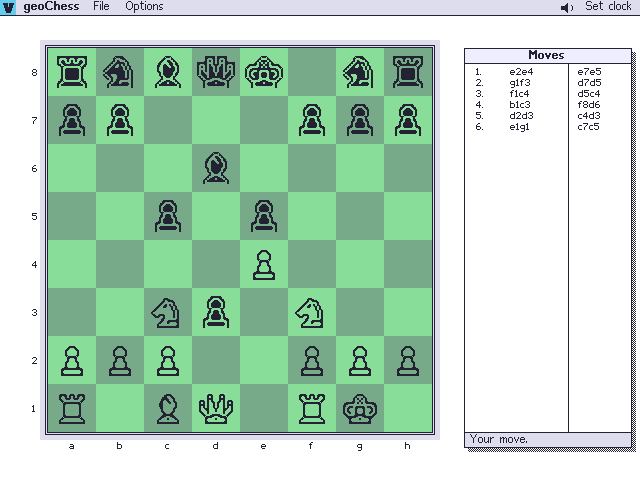 geoChess File Options Set clock
Moves
1. e2e4 e7e5
2. g1f3 d7d5
3. f1c4 d5c4
4. b1c3 f8d6
5. d2d3 c4d3
6. e1g1 c7c5
8
7
6
5
4
3
2
1
a b c d e f g h
Your move.